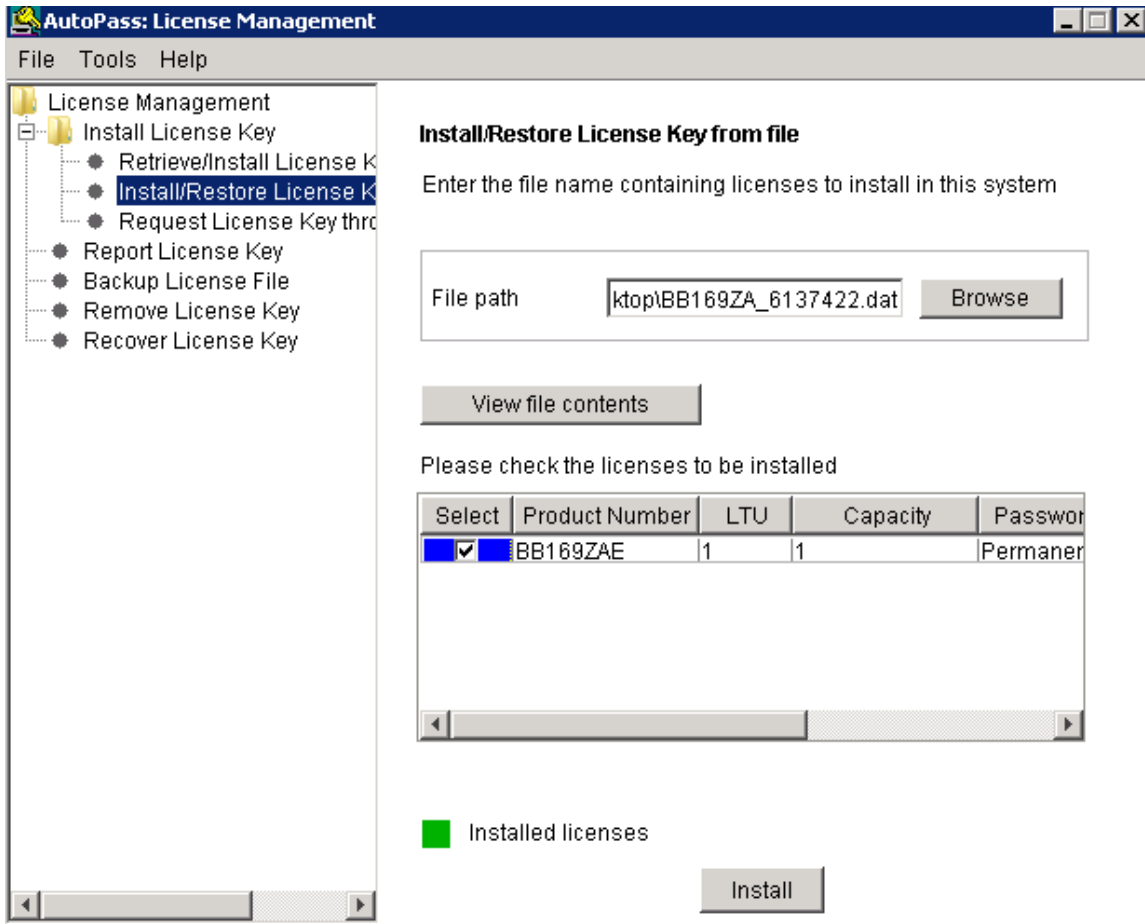 AutoPass: License Management
File Tools Help
License Management
Install License Key
Retrieve/Install License K
Install/Restore License K
Request License Key thro
Report License Key
Backup License File
Remove License Key
Recover License Key
Install/Restore License Key from file
Enter the file name containing licenses to install in this system
File path ktop\BB169ZA_6137422.dat Browse
View file contents
Please check the licenses to be installed
Select Product Number LTU Capacity Passwor
BB169ZAE 1 1 Permaner
Installed licenses
Install